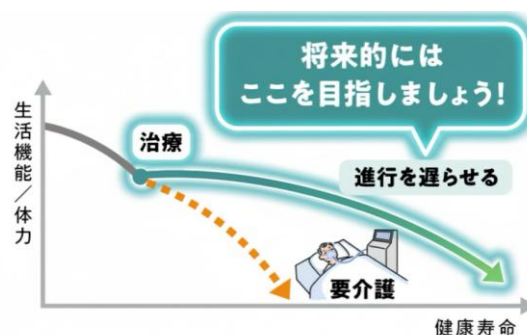 将来的には
ここを目指しましょう!
生活機能/体力
治療
進行を遅らせる
要介護
健康寿命